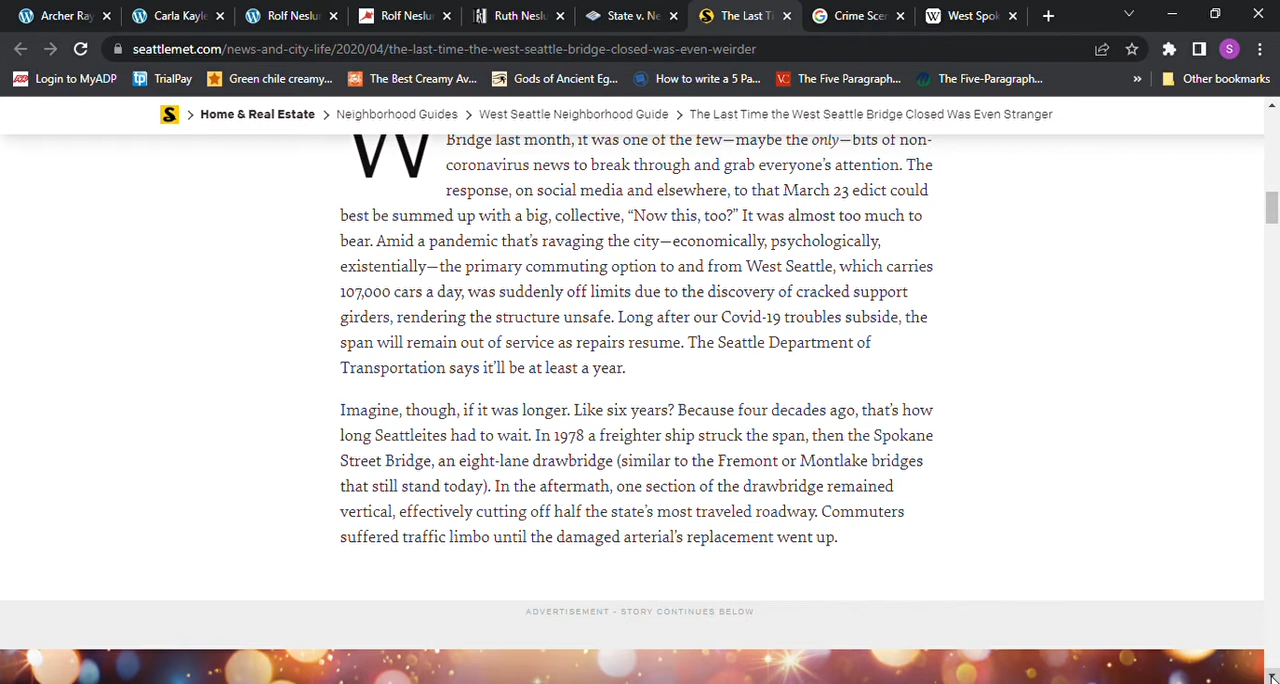 Archer Ray
Carla Kayle
Rolf Neslu
Rolf Neslu
Ruth Neslu
State v. Ne
The Last Ti
Crime Scer
West Spok
seattlemet.com/news-and-city-life/2020/04/the-last-time-the-west-seattle-bridge-closed-was-even-weirder
S
Login to MyADP
TrialPay
Green chile creamy...
The Best Creamy Av...
Gods of Ancient Eg...
How to write a 5 Pa...
The Five Paragraph...
The Five-Paragraph...
»
Other bookmarks
S > Home & Real Estate > Neighborhood Guides > West Seattle Neighborhood Guide > The Last Time the West Seattle Bridge Closed Was Even Stranger
W
Bridge last month, it was one of the few—maybe the only—bits of non-
coronavirus news to break through and grab everyone's attention. The
response, on social media and elsewhere, to that March 23 edict could
best be summed up with a big, collective, “Now this, too?” It was almost too much to
bear. Amid a pandemic that's ravaging the city—economically, psychologically,
existentially—the primary commuting option to and from West Seattle, which carries
107,000 cars a day, was suddenly off limits due to the discovery of cracked support
girders, rendering the structure unsafe. Long after our Covid-19 troubles subside, the
span will remain out of service as repairs resume. The Seattle Department of
Transportation says it'll be at least a year.
Imagine, though, if it was longer. Like six years? Because four decades ago, that's how
long Seattleites had to wait. In 1978 a freighter ship struck the span, then the Spokane
Street Bridge, an eight-lane drawbridge (similar to the Fremont or Montlake bridges
that still stand today). In the aftermath, one section of the drawbridge remained
vertical, effectively cutting off half the state's most traveled roadway. Commuters
suffered traffic limbo until the damaged arterial's replacement went up.
ADVERTISEMENT - STORY CONTINUES BELOW